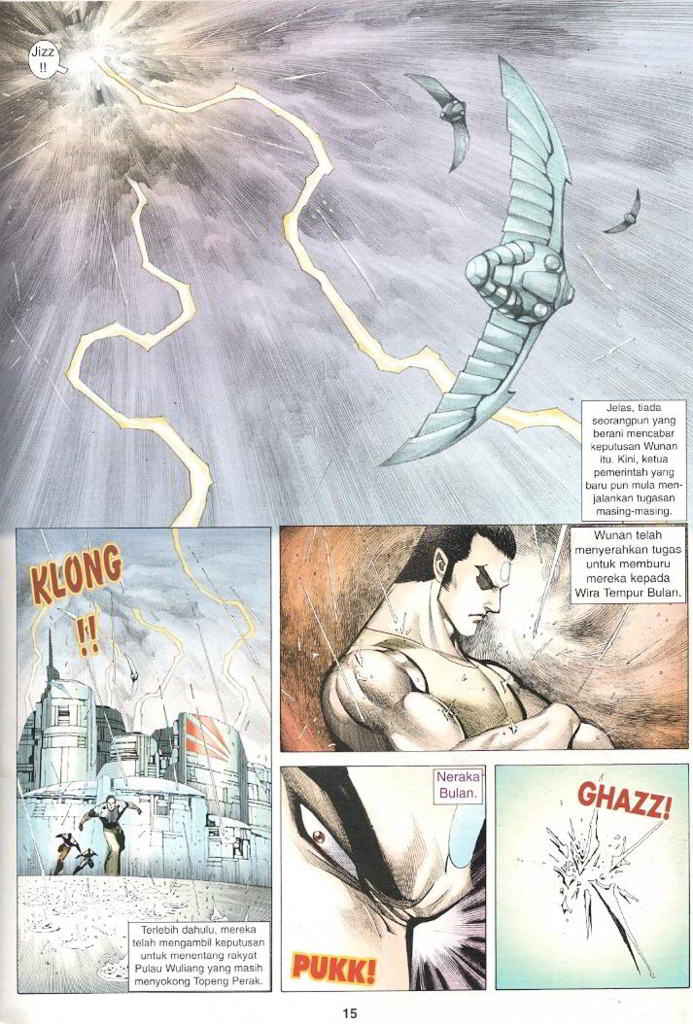 Jizz
!!
Jelas, tiada
seorangpun yang
berani mencabar
keputusan Wunan
itu. Kini, ketua
pemerintah yang
baru pun mula men-
jalankan tugasan
masing-masing.
KLONG
!!
Terlebih dahulu, mereka
telah mengambil keputusan
untuk menentang rakyat
Pulau Wuliang yang masih
menyokong Topeng Perak.
Wunan telah
menyerahkan tugas
untuk memburu
mereka kepada
Wira Tempur Bulan.
Neraka
Bulan.
PUKK!
GHAZZ!
15